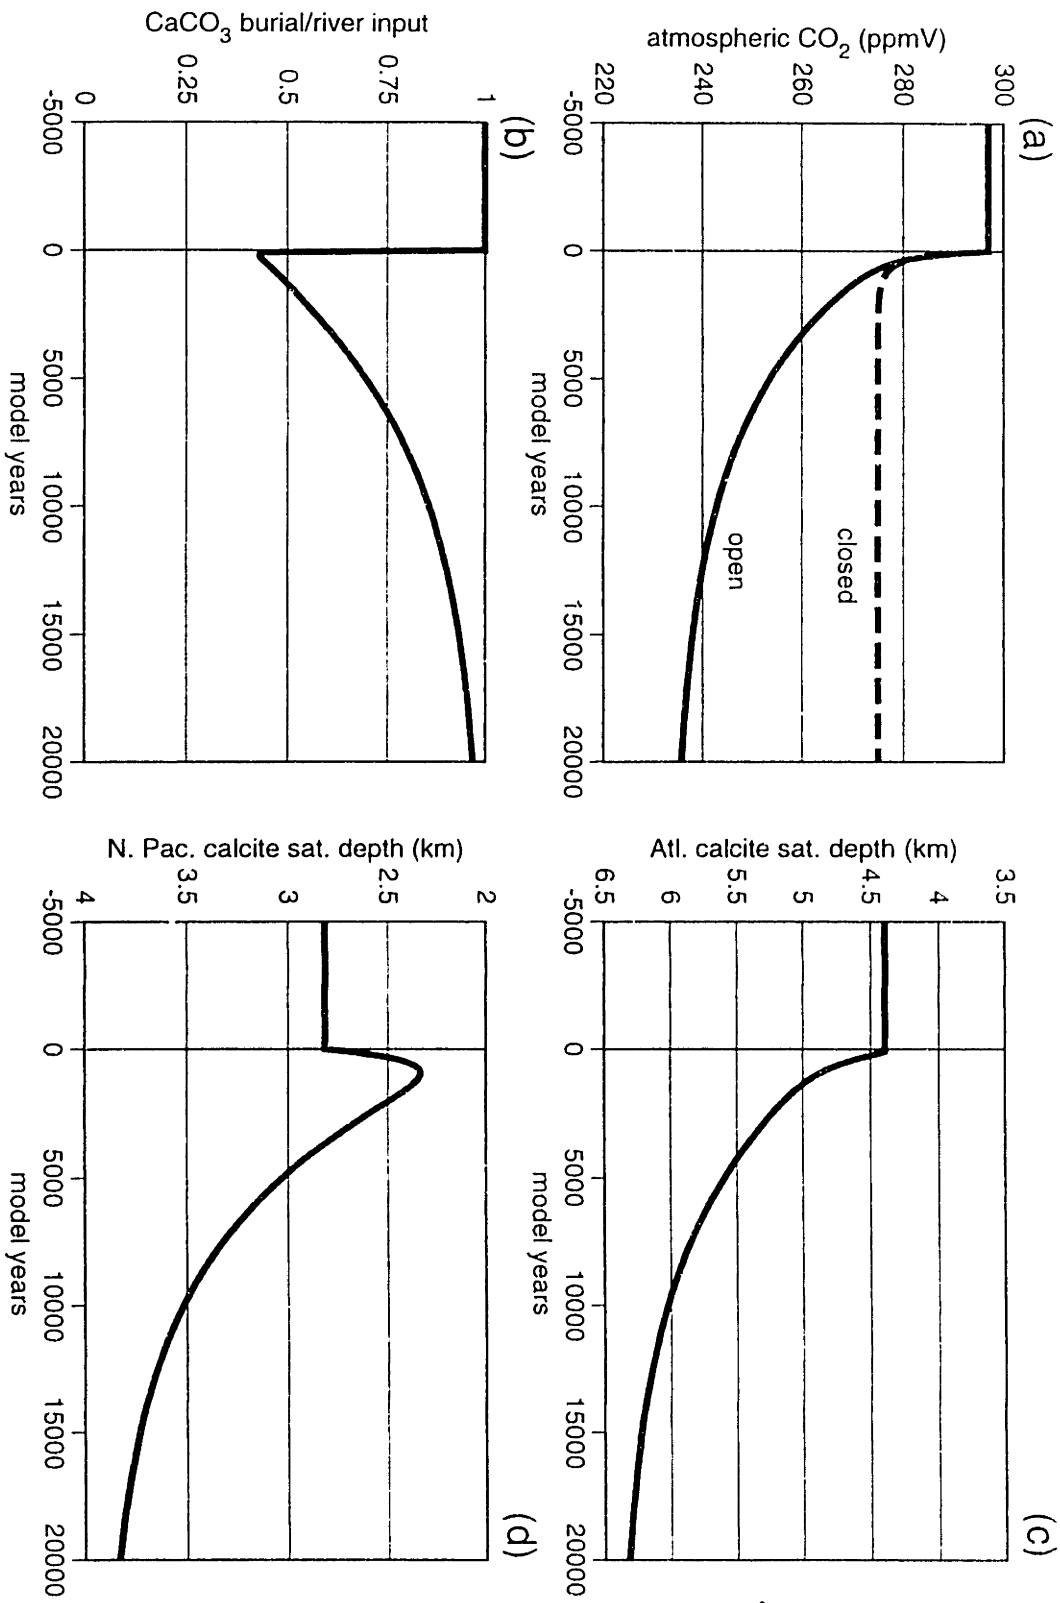 (a)
atmospheric CO2 (ppmV)
300
280
260
240
220
-5000 0 5000 10000 15000 20000
model years
closed
open
(b)
CaCO3 burial/river input
1
0.75
0.5
0.25
0
-5000 0 5000 10000 15000 20000
model years
(c)
Atl. calcite sat. depth (km)
3.5
4
4.5
5
5.5
6
6.5
-5000 0 5000 10000 15000 20000
model years
(d)
N. Pac. calcite sat. depth (km)
2
2.5
3
3.5
4
-5000 0 5000 10000 15000 20000
model years